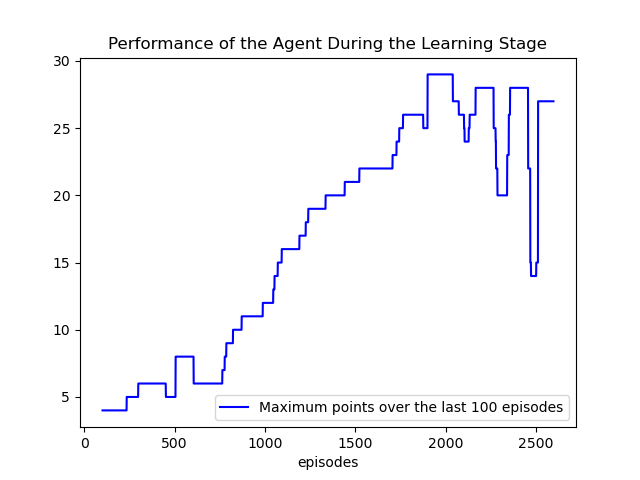 Performance of the Agent During the Learning Stage
30
25
20
15
10
5
Maximum points over the last 100 episodes
0 500 1000 1500 2000 2500
episodes